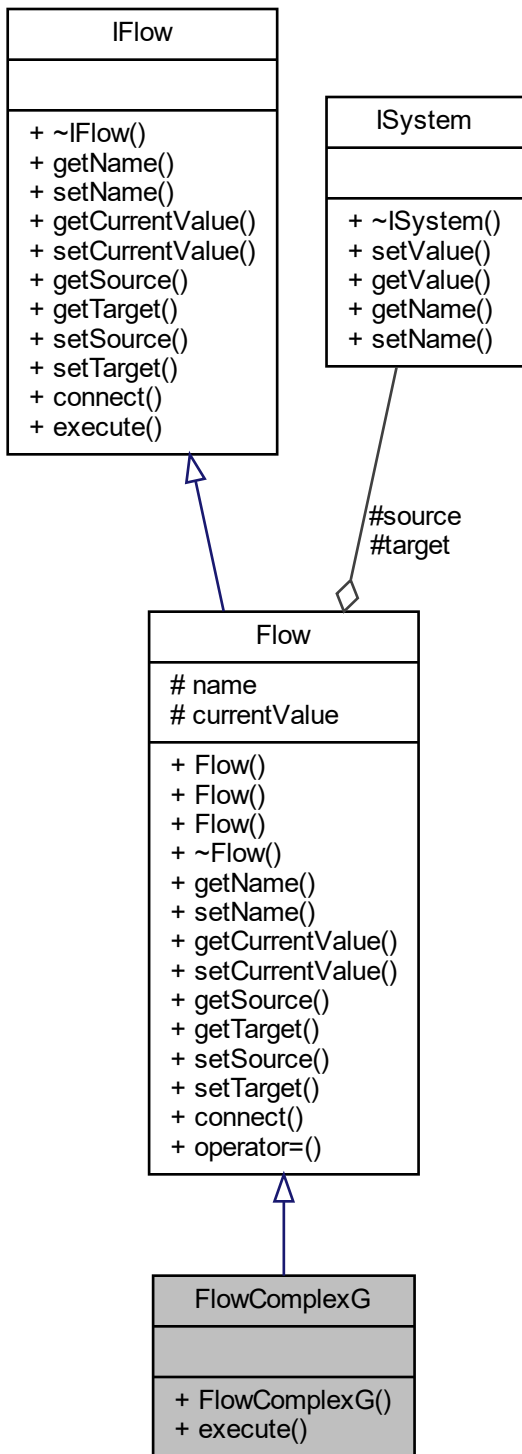 IFlow
+ ~IFlow()
+ getName()
+ setName()
+ getCurrentValue()
+ setCurrentValue()
+ getSource()
+ getTarget()
+ setSource()
+ setTarget()
+ connect()
+ execute()
ISystem
+ ~ISystem()
+ setValue()
+ getValue()
+ getName()
+ setName()
#source
#target
Flow
# name
# currentValue
+ Flow()
+ Flow()
+ Flow()
+ ~Flow()
+ getName()
+ setName()
+ getCurrentValue()
+ setCurrentValue()
+ getSource()
+ getTarget()
+ setSource()
+ setTarget()
+ connect()
+ operator=()
FlowComplexG
+ FlowComplexG()
+ execute()